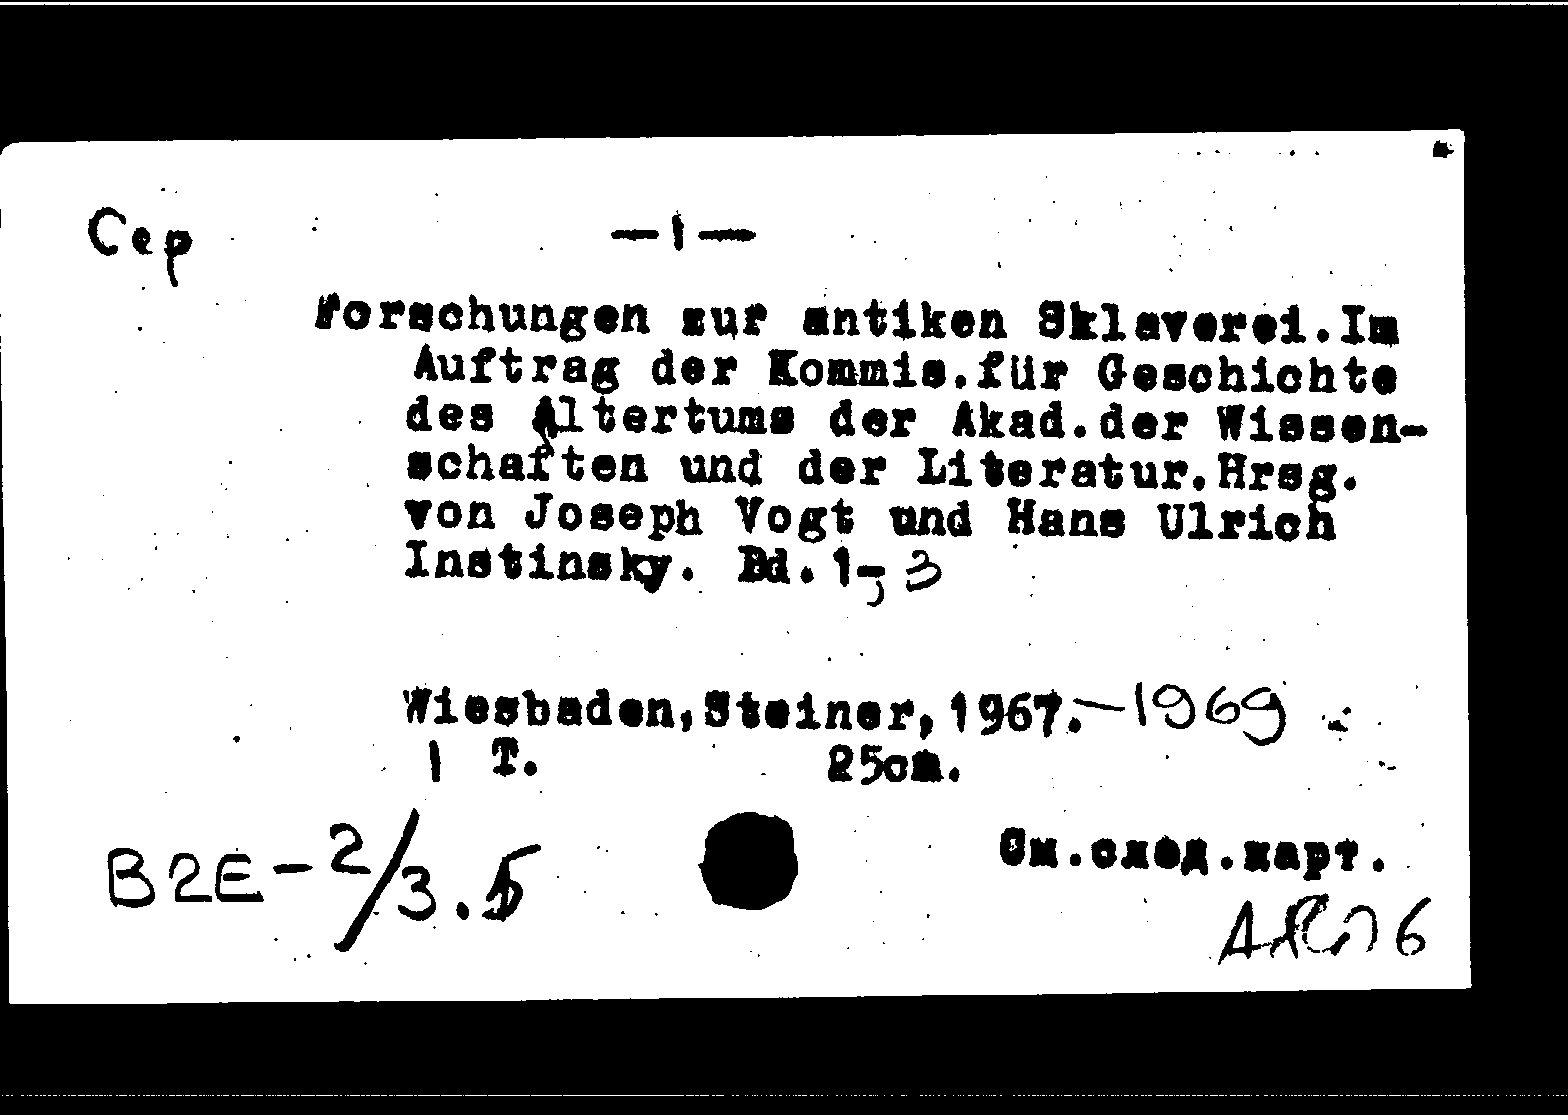 Сер
— 1 —
Forschungen zur antiken Sklaverei.Im
Auftrag der Kommis.für Geschichte
des Altertums der Akad.der Wissen-
schaften und der Literatur.Hrsg.
von Joseph Vogt und Hans Ulrich
Instinsky. Bd.1-, 3
Wiesbaden,Steiner,1967.-1969
1 T. 25cm.
B2E-2/3.5
См.след.карт.